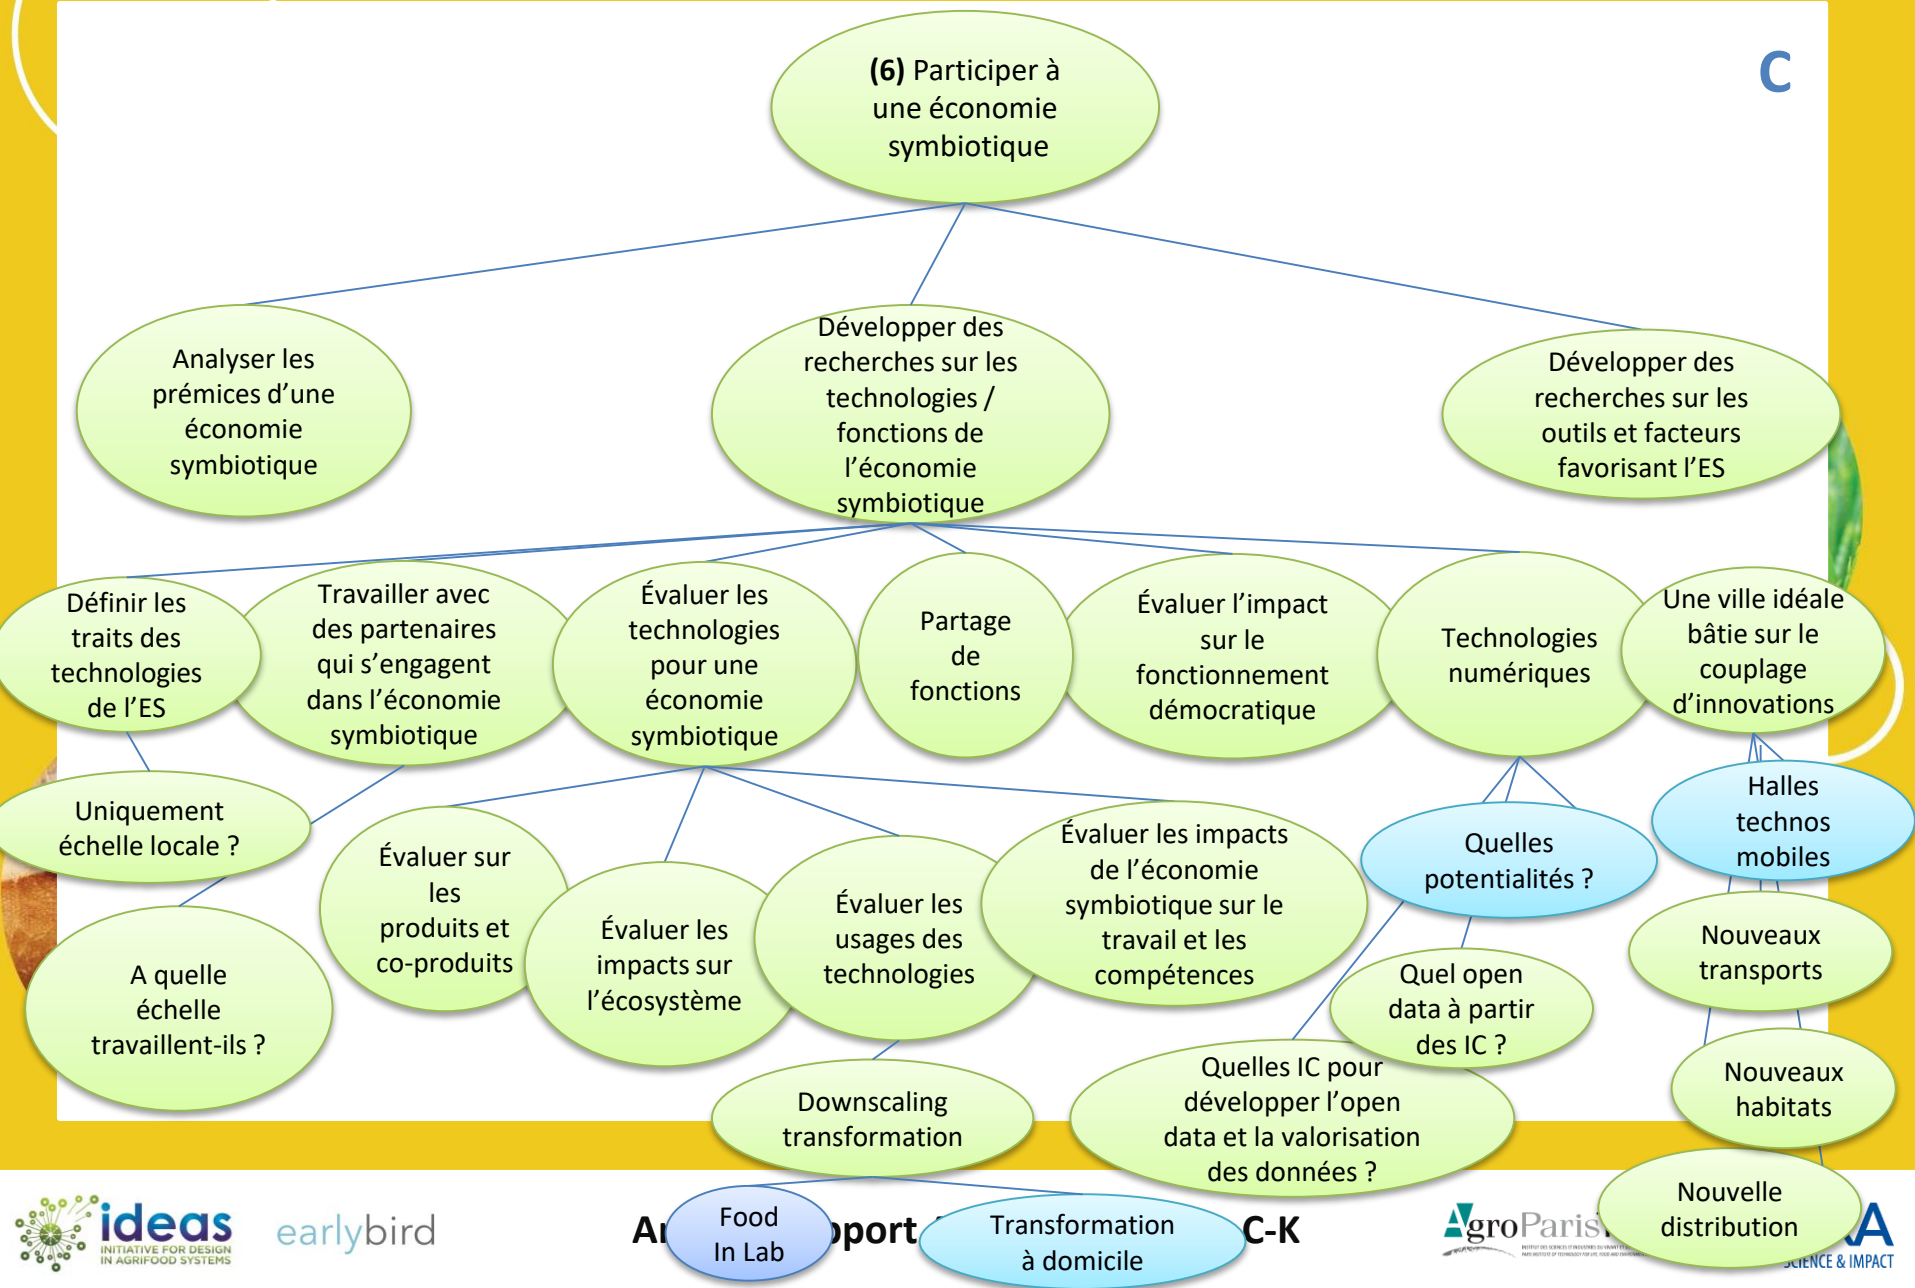 (6) Participer à
une économie
symbiotique
C
Analyser les
prémices d’une
économie
symbiotique
Développer des
recherches sur les
technologies /
fonctions de
l’économie
symbiotique
Développer des
recherches sur les
outils et facteurs
favorisant l’ES
Définir les
traits des
technologies
de l’ES
Travailler avec
des partenaires
qui s’engagent
dans l’économie
symbiotique
Évaluer les
technologies
pour une
économie
symbiotique
Partage
de
fonctions
Évaluer l’impact
sur le
fonctionnement
démocratique
Technologies
numériques
Une ville idéale
bâtie sur le
couplage
d’innovations
Uniquement
échelle locale ?
A quelle
échelle
travaillent-ils ?
Évaluer sur
les
produits et
co-produits
Évaluer les
impacts sur
l’écosystème
Évaluer les
usages des
technologies
Évaluer les impacts
de l’économie
symbiotique sur le
travail et les
compétences
Quelles
potentialités ?
Halles
technos
mobiles
Quel open
data à partir
des IC ?
Nouveaux
transports
Quelles IC pour
développer l’open
data et la valorisation
des données ?
Nouveaux
habitats
Downscaling
transformation
Nouvelle
distribution
Food
In Lab
Transformation
à domicile
C-K
ideas
INITIATIVE FOR DESIGN
IN AGRIFOOD SYSTEMS
earlybird
AgroParis
SCIENCE & IMPACT